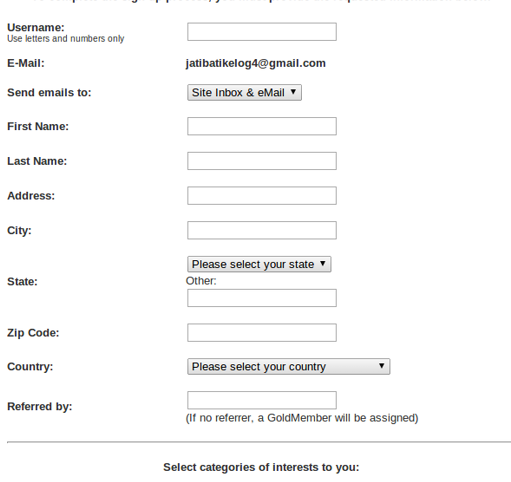 Username:
Use letters and numbers only
E-Mail:
jatibatikelog4@gmail.com
Send emails to:
Site Inbox & eMail
First Name:
Last Name:
Address:
City:
Please select your state
State:
Other:
Zip Code:
Country:
Please select your country
Referred by:
(If no referrer, a GoldMember will be assigned)
Select categories of interests to you: